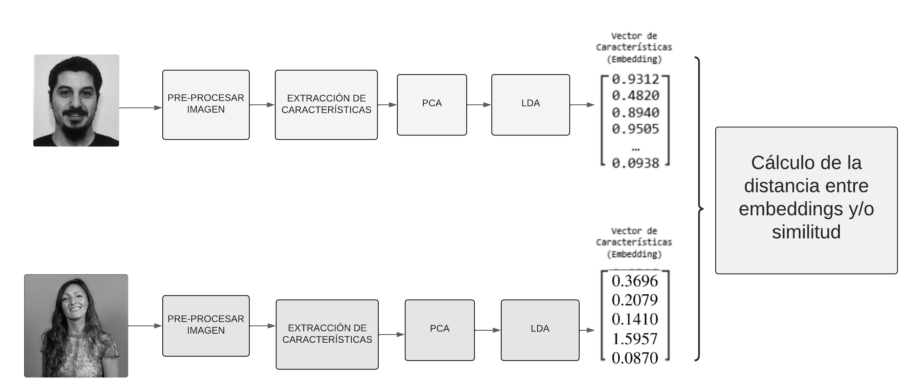 Vector de
Características
(Embedding)
PRE-PROCESAR
IMAGEN
EXTRACCIÓN DE
CARACTERÍSTICAS
PCA
LDA
0.9312
0.4820
0.8940
0.9505
...
0.0938
Cálculo de la
distancia entre
embeddings y/o
similitud
Vector de
Características
(Embedding)
PRE-PROCESAR
IMAGEN
EXTRACCIÓN DE
CARACTERÍSTICAS
PCA
LDA
0.3696
0.2079
0.1410
1.5957
0.0870